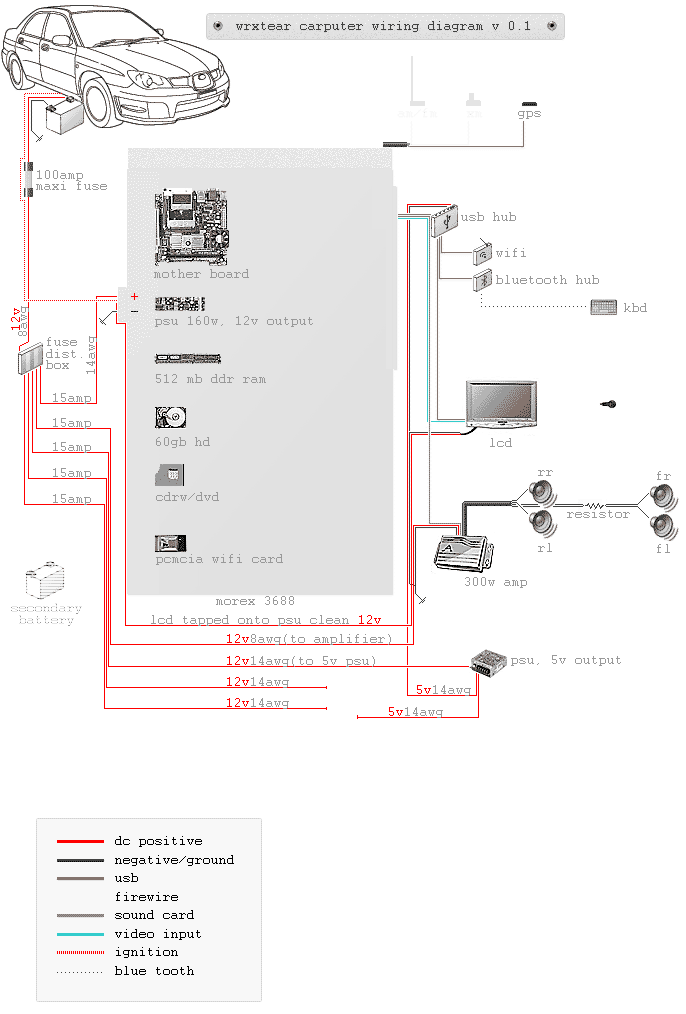 wrxtear carputer wiring diagram v 0.1
am/fm
xm
gps
100amp
maxi fuse
usb hub
wifi
mother board
bluetooth hub
+
psu 160w, 12v output
kbd
-
12v
8awg
fuse
dist.
box
14awg
512 mb ddr ram
15amp
15amp
60gb hd
lcd
15amp
15amp
cdrw/dvd
rr
fr
15amp
resistor
rl
fl
pcmcia wifi card
300w amp
secondary
battery
morex 3688
lcd tapped onto psu clean 12v
12v8awg(to amplifier)
12v14awg(to 5v psu)
psu, 5v output
12v14awg
5v14awg
12v14awg
5v14awg
dc positive
negative/ground
usb
firewire
sound card
video input
ignition
blue tooth